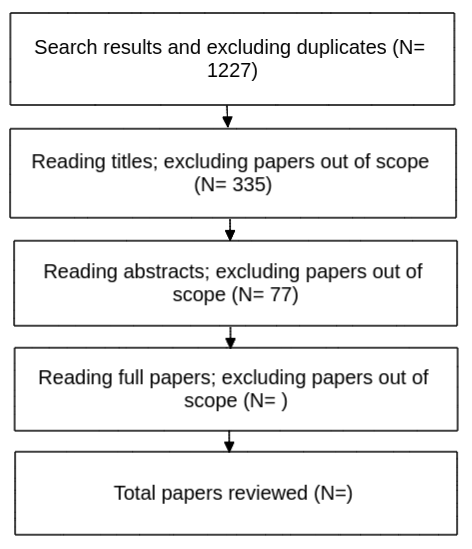 Search results and excluding duplicates (N=
1227)
Reading titles; excluding papers out of scope
(N= 335)
Reading abstracts; excluding papers out of
scope (N= 77)
Reading full papers; excluding papers out of
scope (N= )
Total papers reviewed (N=)